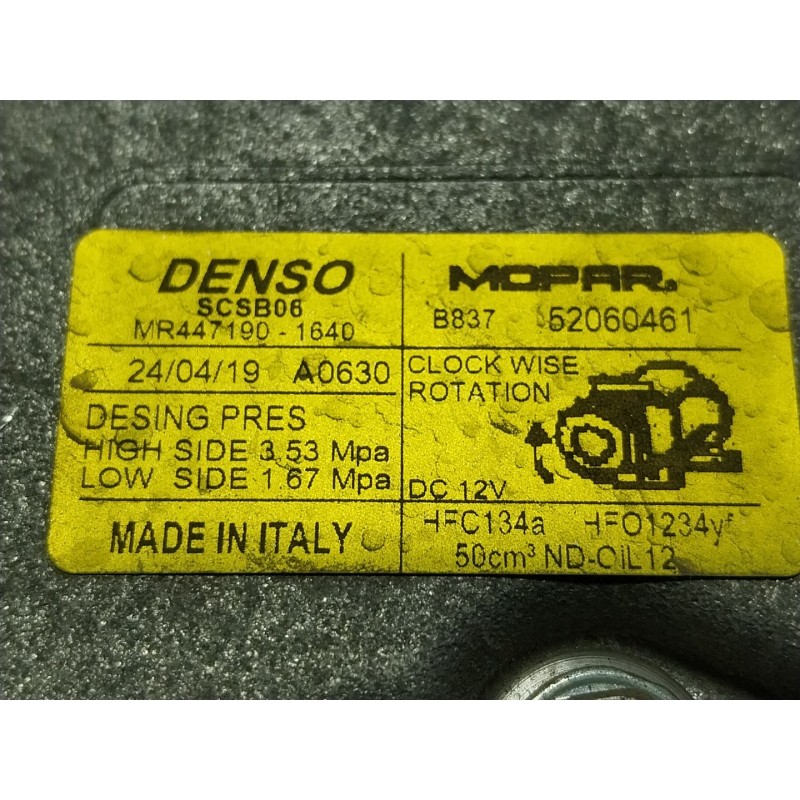 DENSO
SCSB06
MR447190-1640
MOPAR.
B837 52060461
24/04/19 A0630
DESING PRES
HIGH SIDE 3.53 Mpa
LOW SIDE 1.67 Mpa
CLOCK WISE
ROTATION
DC 12V
MADE IN ITALY
HFC134a HFO1234yf
50cm³ ND-OIL12